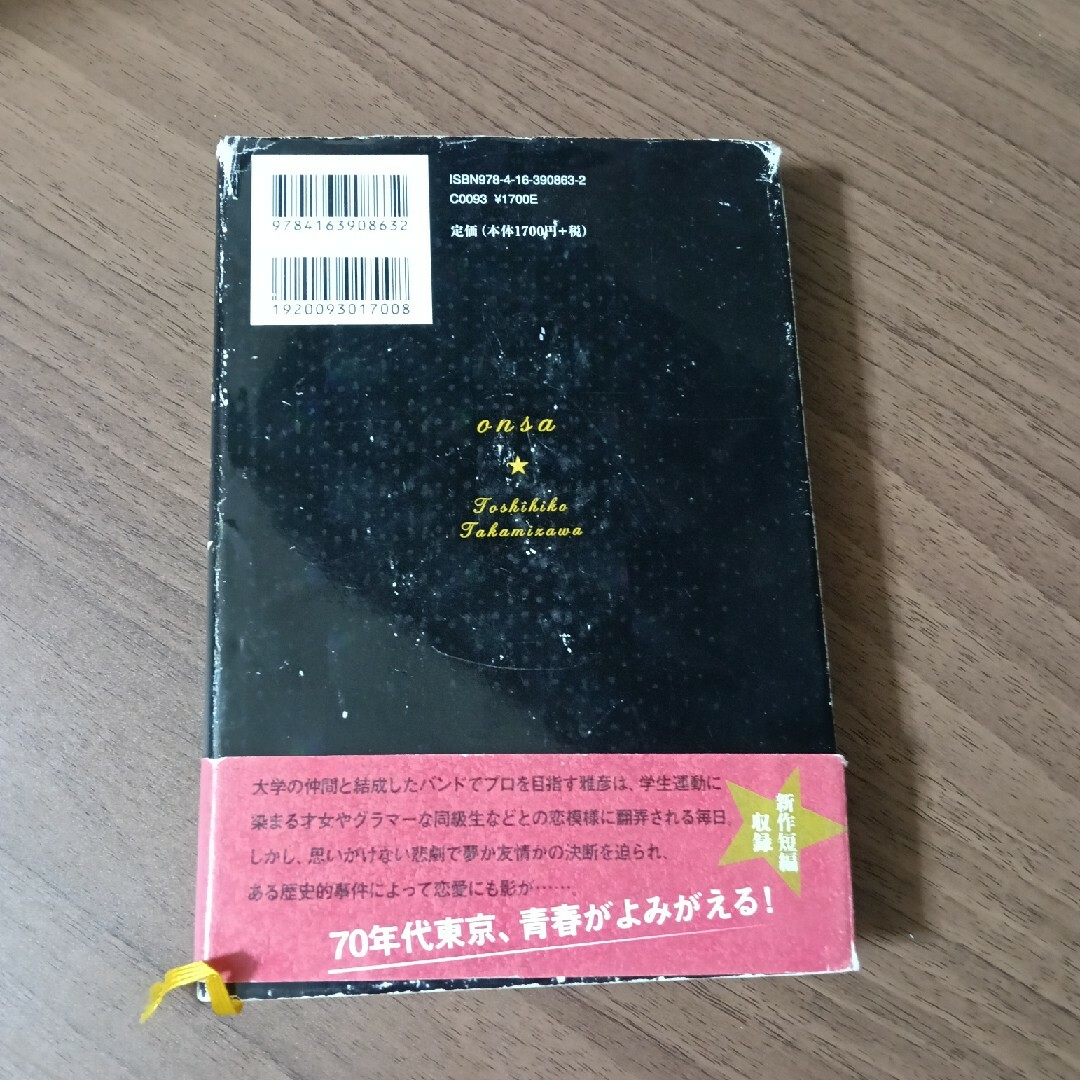 ISBN978-4-16-390863-2
C0093 ¥1700E
定価(本体1700円+税)
9784163908632
1920093017008
onsa
★
Toshihiko
Takamizawa
大学の仲間と結成したバンドでプロを目指す雅彦は、学生運動に
染まる才女やグラマーな同級生などとの恋模様に翻弄される毎日。
しかし、思いがけない悲劇で夢か友情かの決断を迫られ、
ある歴史的事件によって恋愛にも影が……。
新作短編
収録
70年代東京、青春がよみがえる!